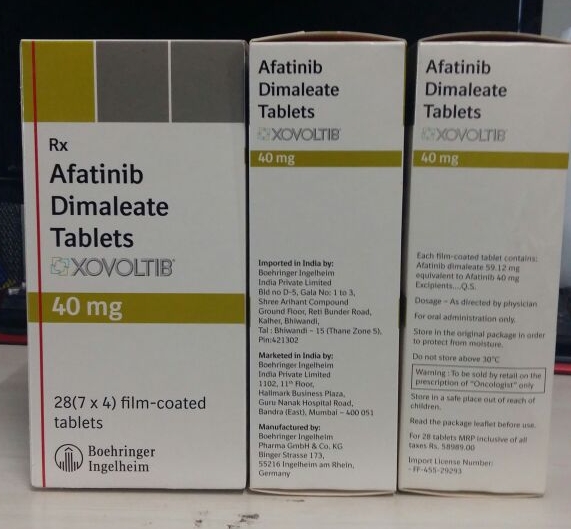 Rx
Afatinib
Dimaleate
Tablets
XOVOLTIB®
40 mg
28(7 x 4) film-coated
tablets
Boehringer
Ingelheim
Afatinib
Dimaleate
Tablets
XOVOLTIB®
40 mg
Imported in India by:
Boehringer Ingelheim
India Private Limited
Bld no D-5, Gala No: 1 to 3,
Shree Arihant Compound
Ground Floor, Reti Bunder Road,
Kalher, Bhiwandi,
Tal : Bhiwandi - 15 (Thane Zone 5),
Pin:421302
Marketed in India by:
Boehringer Ingelheim
India Private Limited
1102, 11th Floor,
Hallmark Business Plaza,
Guru Nanak Hospital Road,
Bandra (East), Mumbai - 400 051
Manufactured by:
Boehringer Ingelheim
Pharma GmbH & Co. KG
Binger Strasse 173,
55216 Ingelheim am Rhein,
Germany
Afatinib
Dimaleate
Tablets
XOVOLTIB®
40 mg
Each film-coated tablet contains:
Afatinib dimaleate 59.12 mg
equivalent to Afatinib 40 mg
Excipients....Q.S.
Dosage - As directed by physician
For oral administration only.
Store in the original package in order
to protect from moisture.
Do not store above 30°C
Warning : To be sold by retail on the
prescription of "Oncologist" only
Store in a safe place out of reach of
children.
Read the package leaflet before use.
For 28 tablets MRP inclusive of all
taxes Rs. 58989.00
Import License Number:
- FF-455-29293